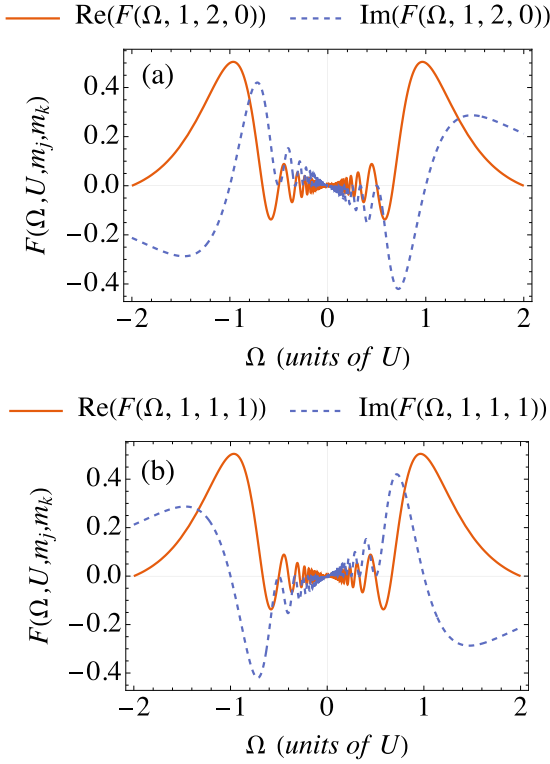 Re(F(Ω, 1, 2, 0)) Im(F(Ω, 1, 2, 0))
(a)
F(Ω,U,m_j,m_k)
0.4
0.2
0.0
−0.2
−0.4
−2 −1 0 1 2
Ω (units of U)
Re(F(Ω, 1, 1, 1)) Im(F(Ω, 1, 1, 1))
(b)
F(Ω,U,m_j,m_k)
0.4
0.2
0.0
−0.2
−0.4
−2 −1 0 1 2
Ω (units of U)